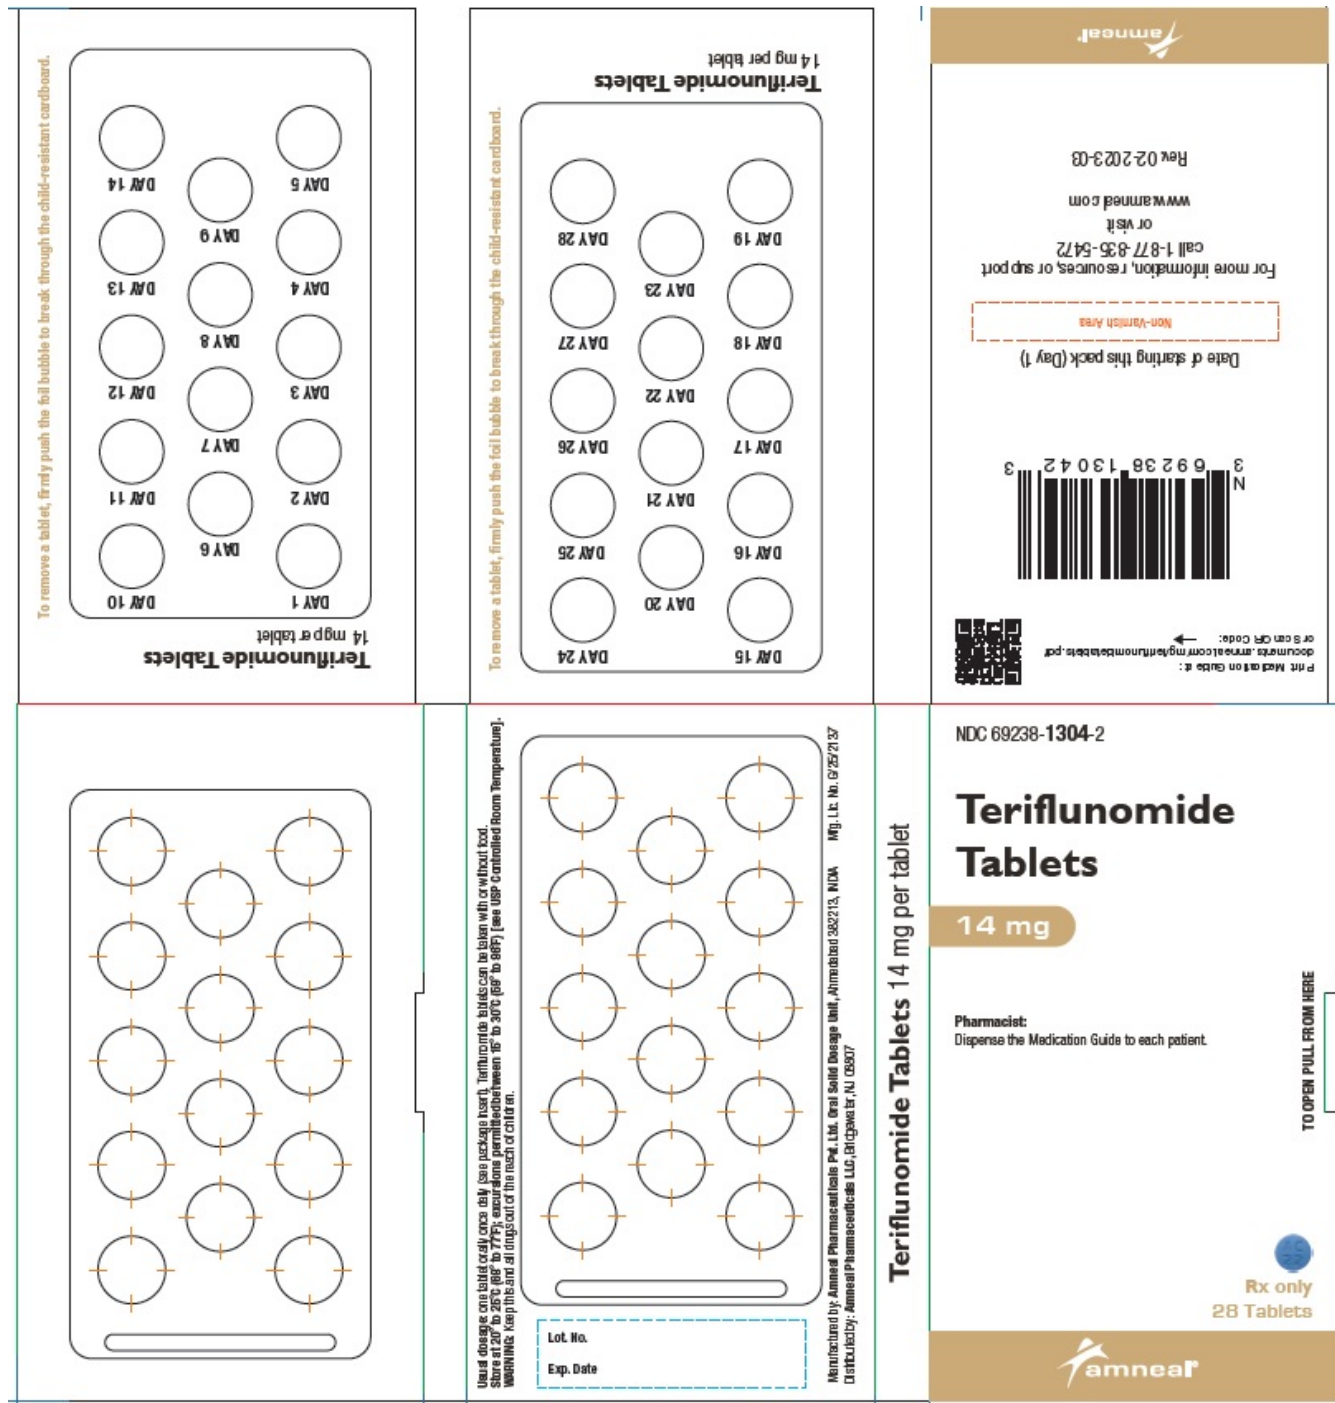 To remove a tablet, firmly push the foil bubble to break through the child-resistant cardboard.
Teriflunomide Tablets
14 mg per tablet
DAY 1
DAY 6
DAY 10
DAY 2
DAY 7
DAY 11
DAY 3
DAY 8
DAY 12
DAY 4
DAY 9
DAY 13
DAY 5
DAY 14
To remove a tablet, firmly push the foil bubble to break through the child-resistant cardboard.
Teriflunomide Tablets
14 mg per tablet
DAY 15
DAY 20
DAY 24
DAY 16
DAY 21
DAY 25
DAY 17
DAY 22
DAY 26
DAY 18
DAY 23
DAY 27
DAY 19
DAY 28
Print Medication Guide at:
documents.amneal.com/mg/teriflunomidetablets.pdf
or Scan QR Code:
N
3 69238 13042 3
Date of starting this pack (Day 1)
Non-Varnish Area
For more information, resources, or support
call 1-877-835-5472
or visit
www.amneal.com
Rev. 02-2023-03
amneal
Usual dosage: one tablet orally once daily (see package insert). Teriflunomide tablets can be taken with or without food.
Store at 20° to 25°C (68° to 77°F); excursions permitted between 15° to 30°C (59° to 86°F) [see USP Controlled Room Temperature].
WARNING: Keep this and all drugs out of the reach of children.
Lot. No.
Exp. Date
Manufactured by: Amneal Pharmaceuticals Pvt. Ltd. Oral Solid Dosage Unit, Ahmedabad 382213, INDIA Mfg. Lic. No. G/25/2137
Distributed by: Amneal Pharmaceuticals LLC, Bridgewater, NJ 08807
Teriflunomide Tablets 14 mg per tablet
NDC 69238-1304-2
Teriflunomide
Tablets
14 mg
Pharmacist:
Dispense the Medication Guide to each patient.
TO OPEN PULL FROM HERE
AC
22
Rx only
28 Tablets
amneal